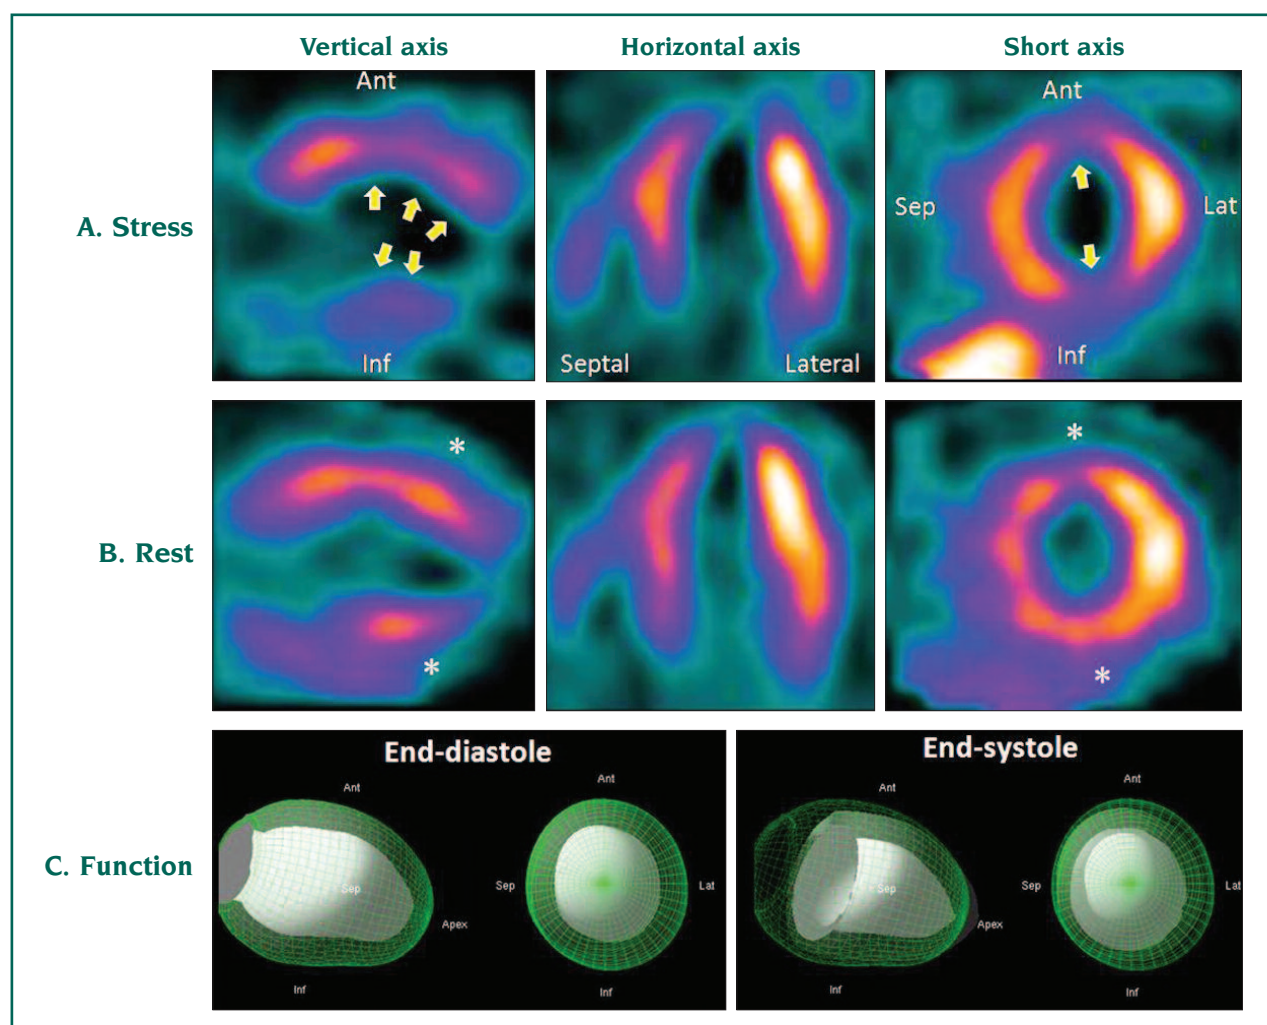 Vertical axis
Horizontal axis
Short axis
A. Stress
Ant
Inf
Septal
Lateral
Ant
Sep
Lat
Inf
B. Rest
*
*
*
*
C. Function
End-diastole
Ant
Sep
Apex
Inf
Ant
Sep
Lat
Inf
End-systole
Ant
Sep
Apex
Inf
Ant
Sep
Lat
Inf